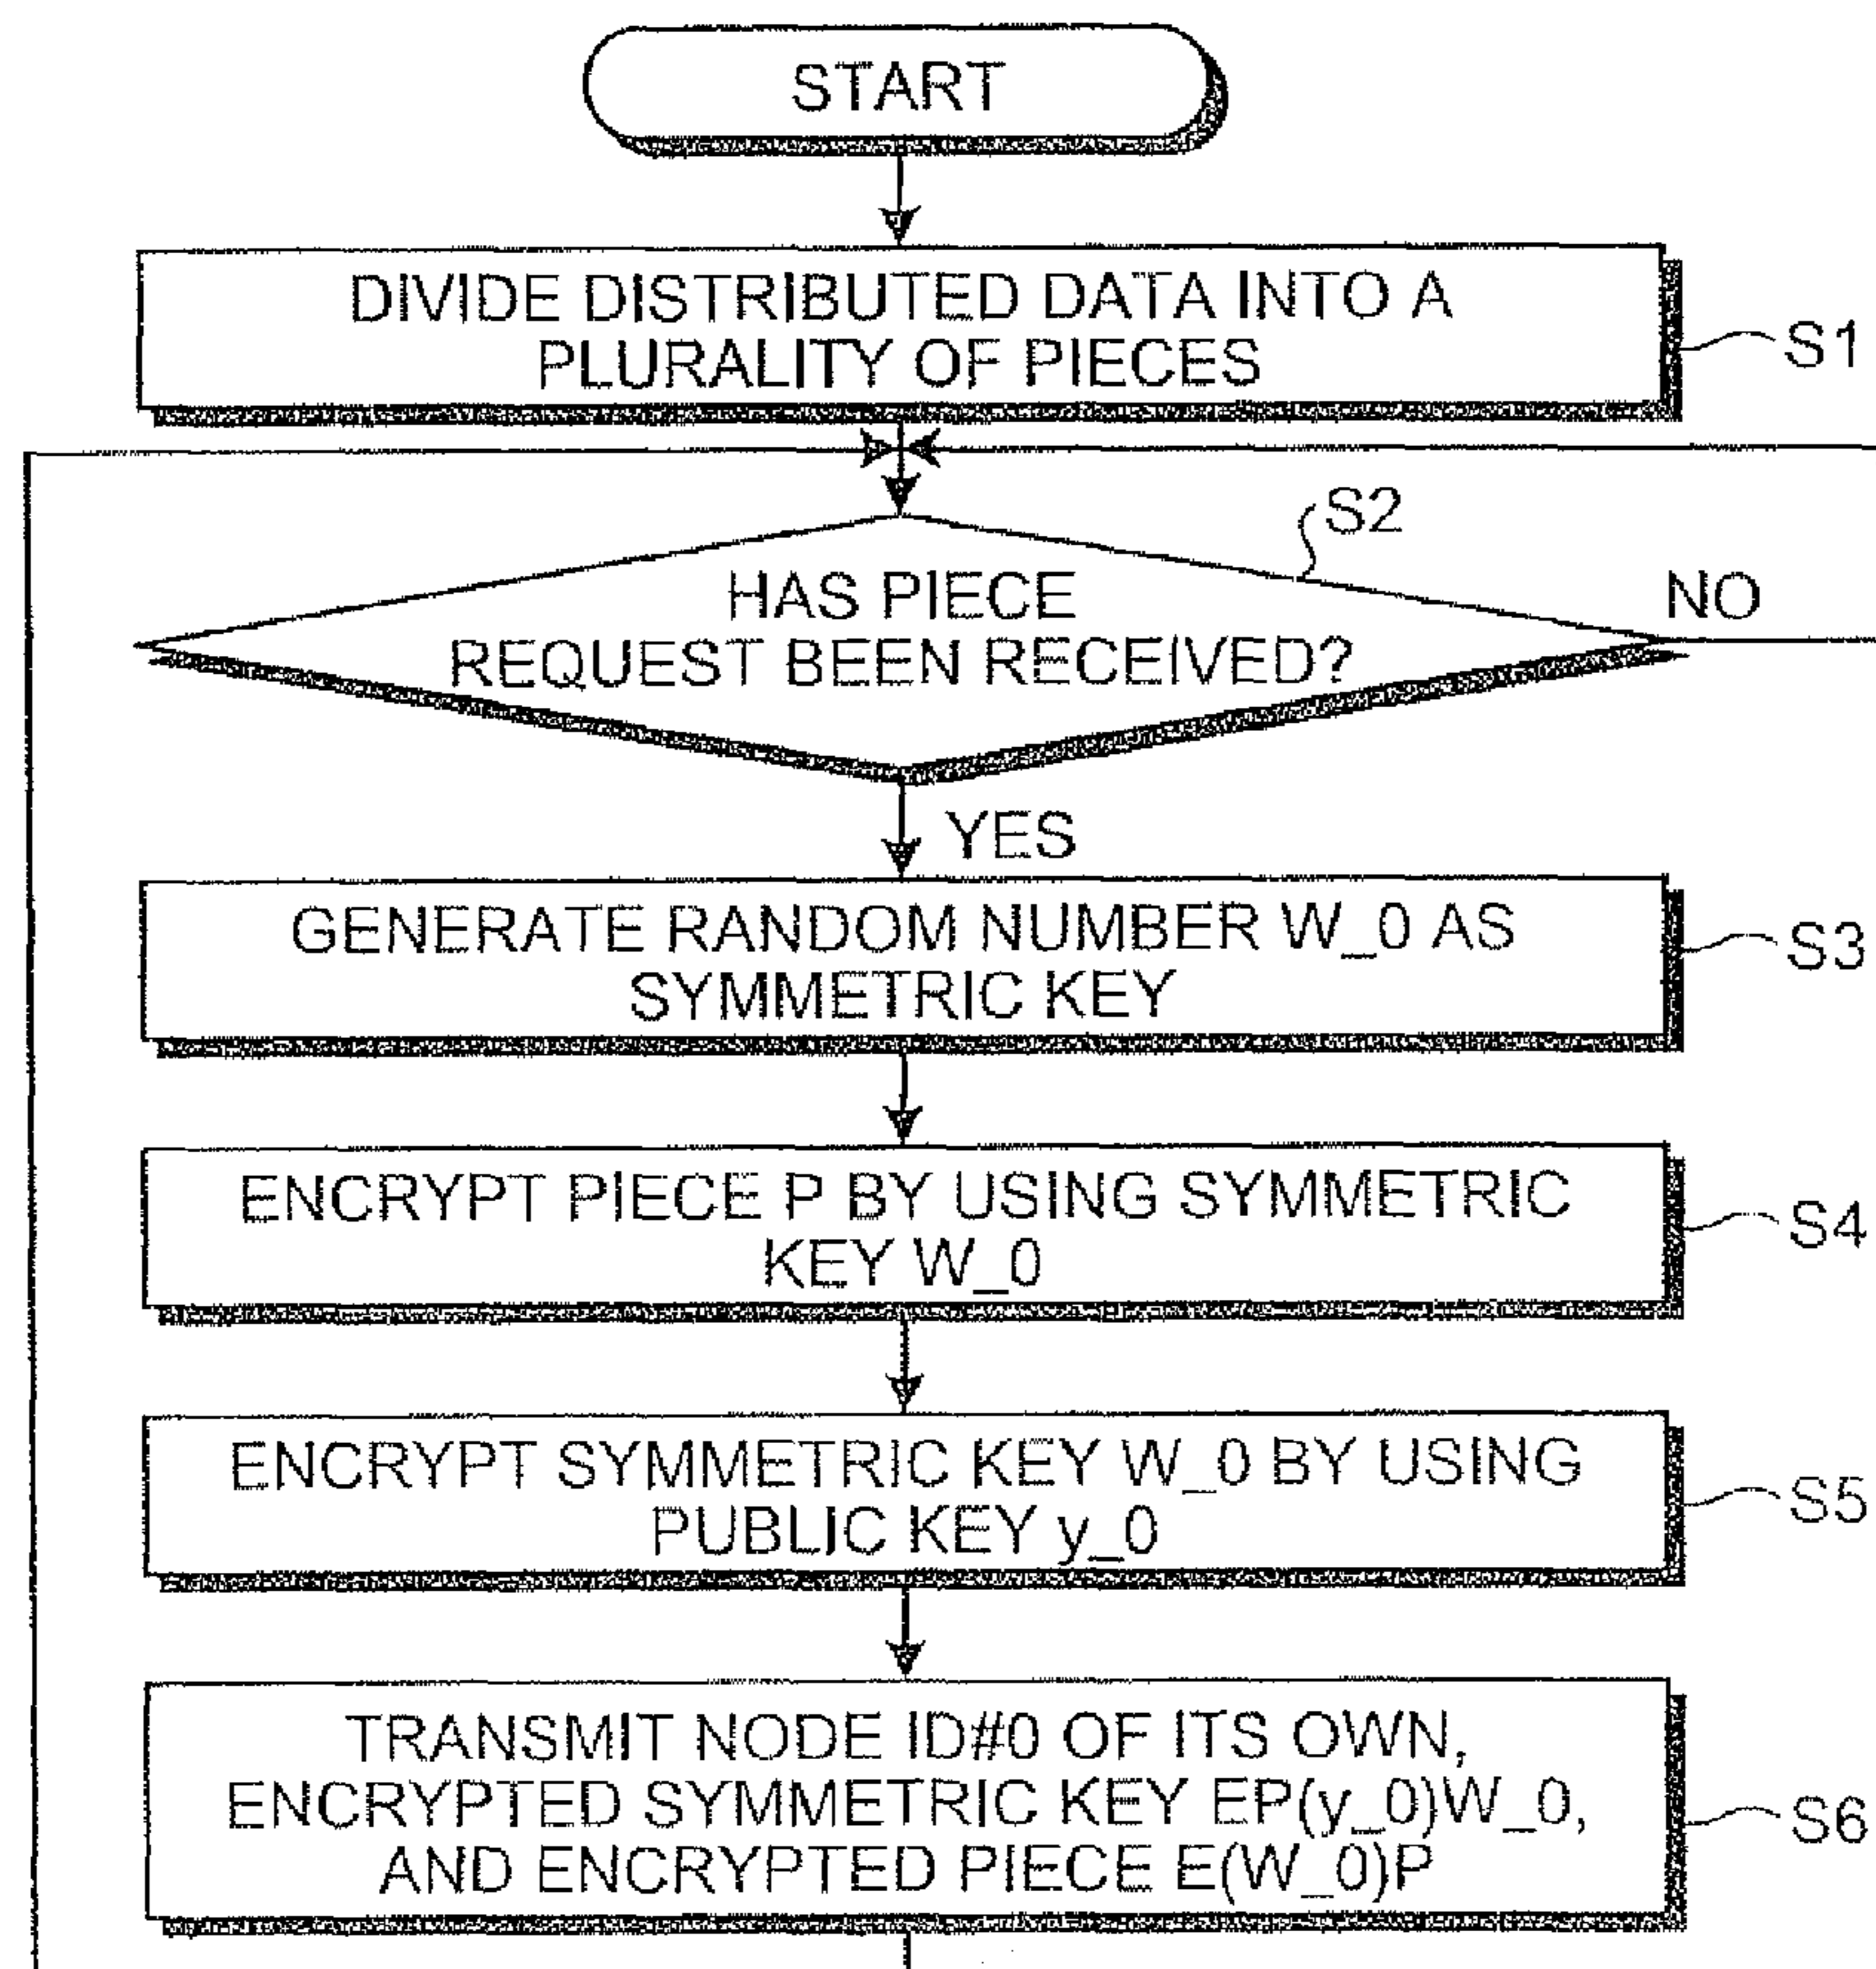 START
DIVIDE DISTRIBUTED DATA INTO A
PLURALITY OF PIECES
S1
S2
HAS PIECE
REQUEST BEEN RECEIVED?
NO
YES
GENERATE RANDOM NUMBER W_0 AS
SYMMETRIC KEY
S3
ENCRYPT PIECE P BY USING SYMMETRIC
KEY W_0
S4
ENCRYPT SYMMETRIC KEY W_0 BY USING
PUBLIC KEY y_0
S5
TRANSMIT NODE ID#0 OF ITS OWN,
ENCRYPTED SYMMETRIC KEY EP(y_0)W_0,
AND ENCRYPTED PIECE E(W_0)P
S6